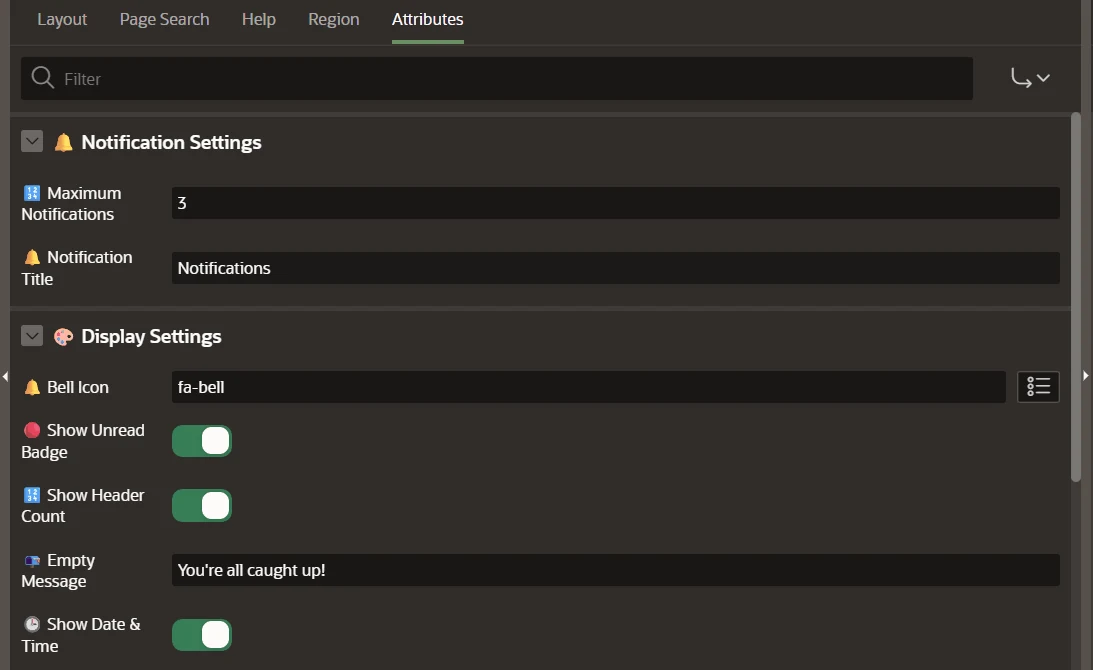 Layout Page Search Help Region Attributes
Filter
Notification Settings
Maximum
Notifications
3
Notification
Title
Notifications
Display Settings
Bell Icon
fa-bell
Show Unread
Badge
Show Header
Count
Empty
Message
You're all caught up!
Show Date &
Time